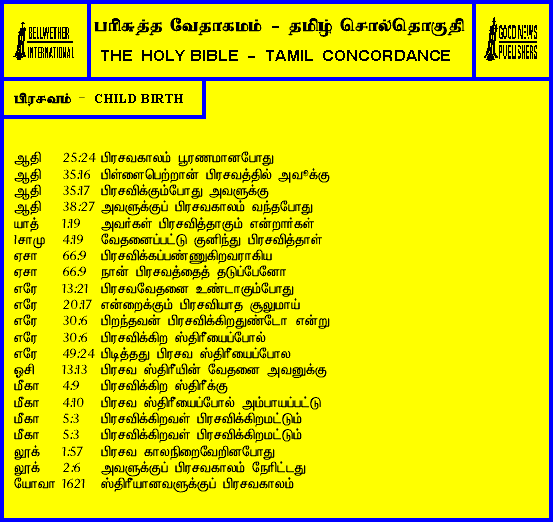 BELLWETHER
INTERNATIONAL
பரிசுத்த வேதாகமம் - தமிழ் சொல்தொகுதி
THE HOLY BIBLE - TAMIL CONCORDANCE
GOOD NEWS
PUBLISHERS
பிரசவம் - CHILD BIRTH
ஆதி 25:24 பிரசவகாலம் பூரணமானபோது
ஆதி 35:16 பிள்ளைபெற்றாள் பிரசவத்தில் அவளுக்கு
ஆதி 35:17 பிரசவிக்கும்போது அவளுக்கு
ஆதி 38:27 அவளுக்குப் பிரசவகாலம் வந்தபோது
யாத் 1:19 அவர்கள் பிரசவித்தாகும் என்றார்கள்
1சாமு 4:19 வேதனைப்பட்டு குனிந்து பிரசவித்தாள்
ஏசா 66:9 பிரசவிக்கப்பண்ணுகிறவராகிய
ஏசா 66:9 நான் பிரசவத்தைத் தடுப்பேனோ
எரே 13:21 பிரசவவேதனை உண்டாகும்போது
எரே 20:17 என்றைக்கும் பிரசவியாத சூலுமாய்
எரே 30:6 பிறந்தவன் பிரசவிக்கிறதுண்டோ என்று
எரே 30:6 பிரசவிக்கிற ஸ்திரீயைப்போல்
எரே 49:24 பிடித்தது பிரசவ ஸ்திரீயைப்போல
ஓசி 13:13 பிரசவ ஸ்திரீயின் வேதனை அவனுக்கு
மீகா 4:9 பிரசவிக்கிற ஸ்திரீக்கு
மீகா 4:10 பிரசவ ஸ்திரீயைப்போல் அம்பாயப்பட்டு
மீகா 5:3 பிரசவிக்கிறவள் பிரசவிக்கிறமட்டும்
மீகா 5:3 பிரசவிக்கிறவள் பிரசவிக்கிறமட்டும்
லூக் 1:57 பிரசவ காலநிறைவேறினபோது
லூக் 2:6 அவளுக்குப் பிரசவகாலம் நேரிட்டது
யோவா 1621 ஸ்திரீயானவளுக்குப் பிரசவகாலம்